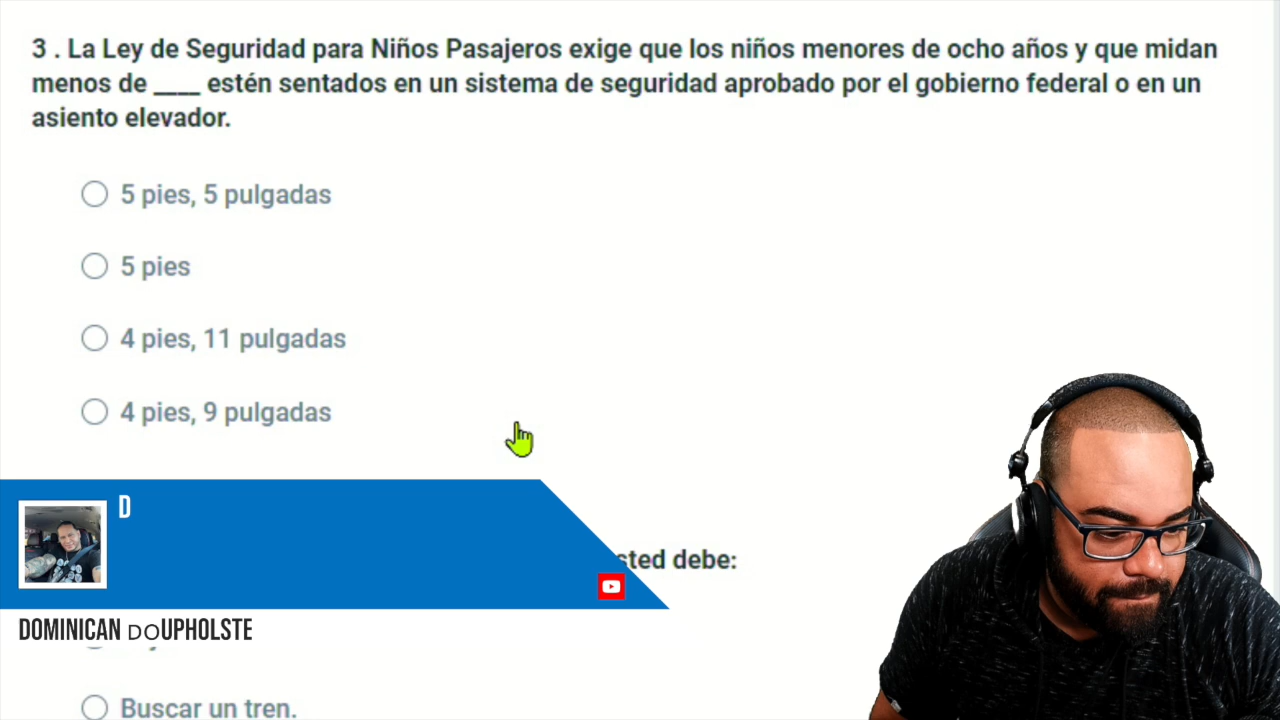 3 . La Ley de Seguridad para Niños Pasajeros exige que los niños menores de ocho años y que midan
menos de ____ estén sentados en un sistema de seguridad aprobado por el gobierno federal o en un
asiento elevador.
5 pies, 5 pulgadas
5 pies
4 pies, 11 pulgadas
4 pies, 9 pulgadas
D
sted debe:
DOMINICAN DOUPHOLSTE
Buscar un tren.